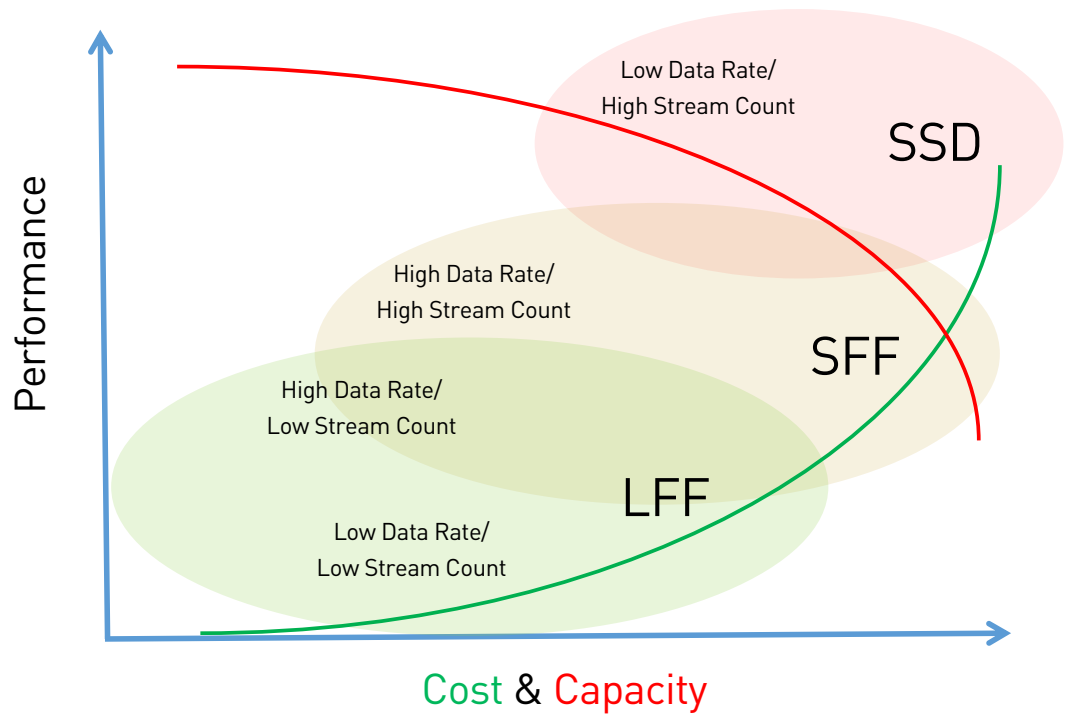 Low Data Rate/
High Stream Count
SSD
Performance
High Data Rate/
High Stream Count
SFF
High Data Rate/
Low Stream Count
LFF
Low Data Rate/
Low Stream Count
Cost & Capacity